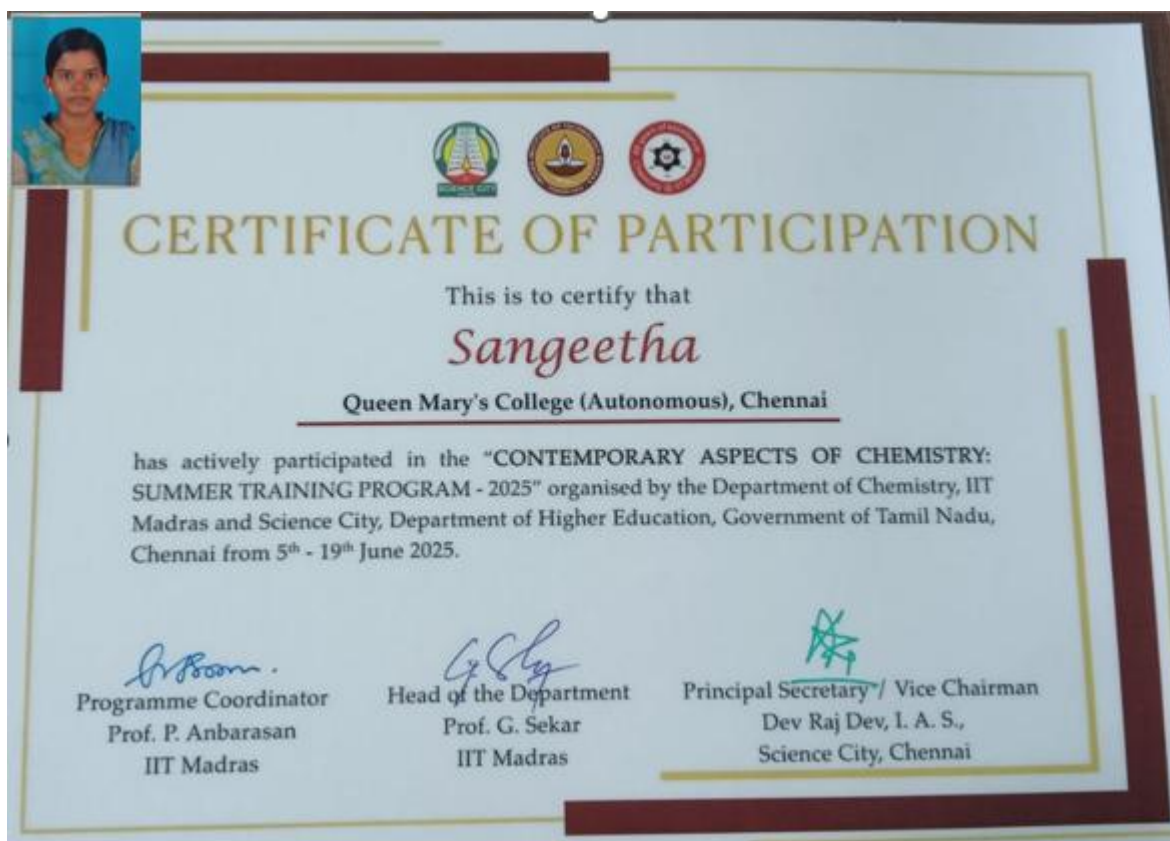 SCIENCE CITY
CERTIFICATE OF PARTICIPATION
This is to certify that
Sangeetha
Queen Mary's College (Autonomous), Chennai
has actively participated in the "CONTEMPORARY ASPECTS OF CHEMISTRY:
SUMMER TRAINING PROGRAM - 2025" organised by the Department of Chemistry, IIT
Madras and Science City, Department of Higher Education, Government of Tamil Nadu,
Chennai from 5th - 19th June 2025.
Programme Coordinator
Prof. P. Anbarasan
IIT Madras
Head of the Department
Prof. G. Sekar
IIT Madras
Principal Secretary / Vice Chairman
Dev Raj Dev, I. A. S.,
Science City, Chennai